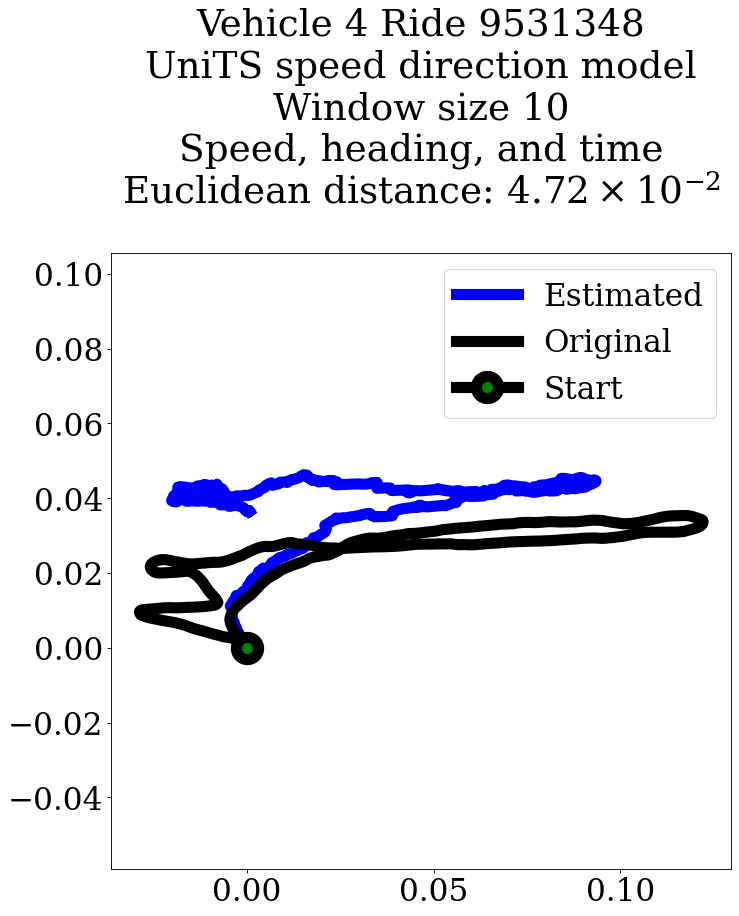 Vehicle 4 Ride 9531348
UniTS speed direction model
Window size 10
Speed, heading, and time
Euclidean distance: 4.72 × 10⁻²
Estimated
Original
Start
0.10
0.08
0.06
0.04
0.02
0.00
−0.02
−0.04
0.00 0.05 0.10